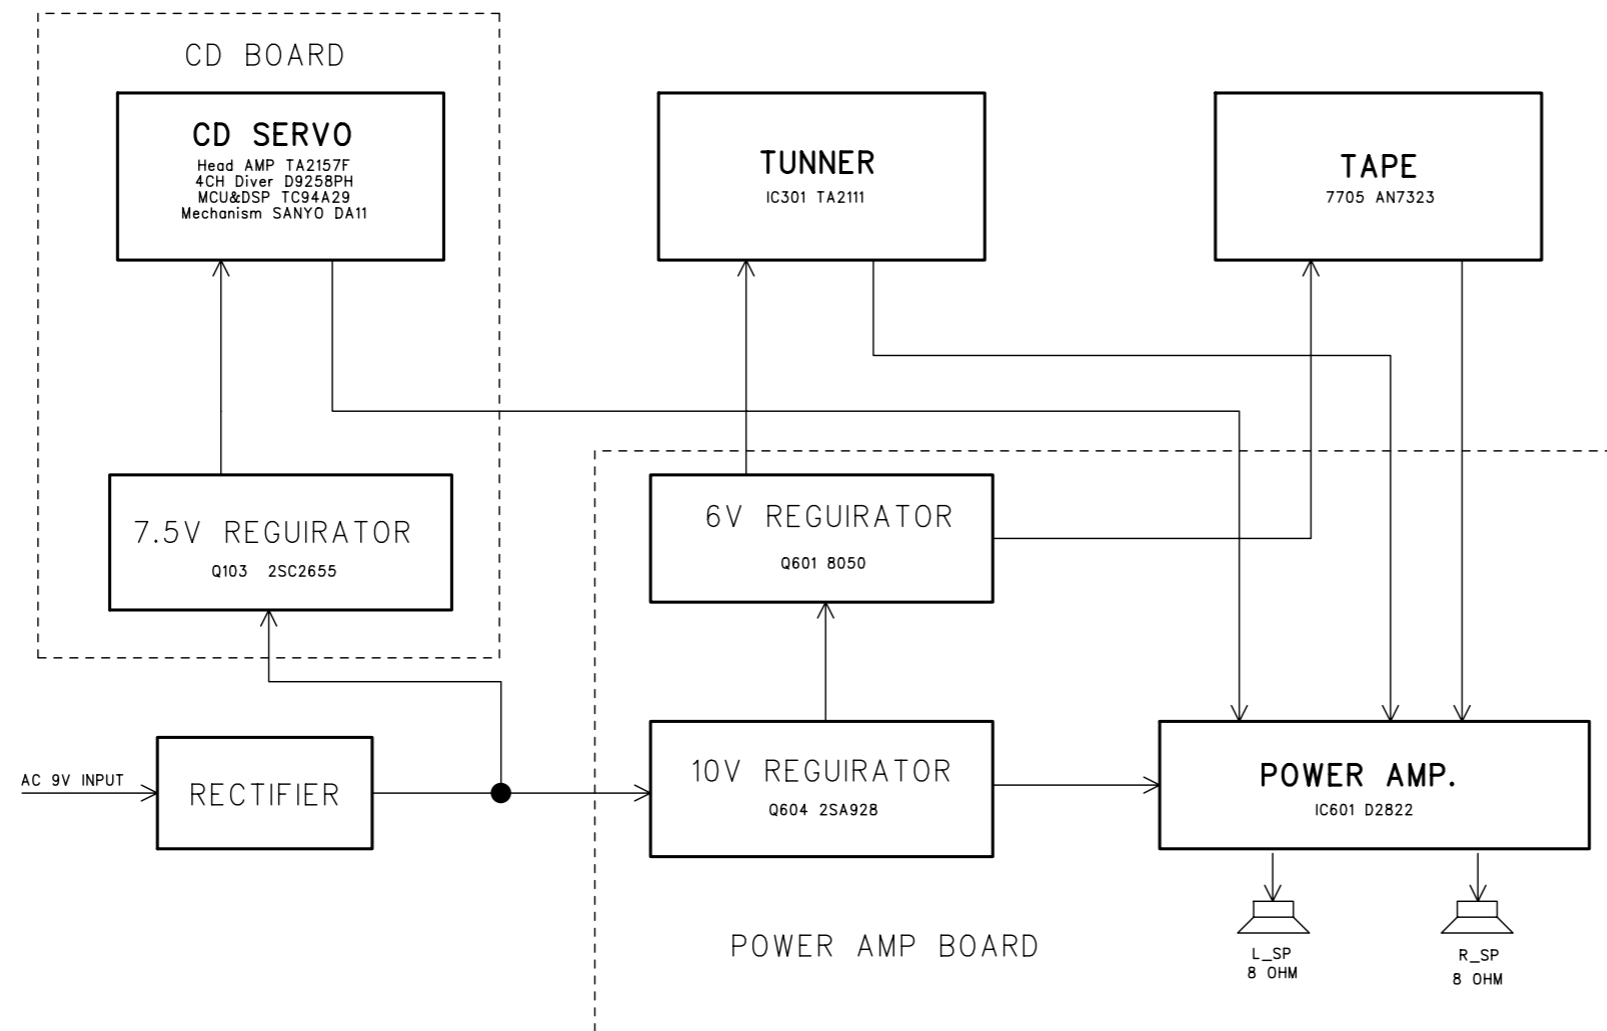 CD BOARD
CD SERVO
Head AMP TA2157F
4CH Diver D9258PH
MCU&DSP TC94A29
Mechanism SANYO DA11
TUNNER
IC301 TA2111
TAPE
7705 AN7323
7.5V REGUIRATOR
Q103 2SC2655
6V REGUIRATOR
Q601 8050
AC 9V INPUT
RECTIFIER
10V REGUIRATOR
Q604 2SA928
POWER AMP.
IC601 D2822
POWER AMP BOARD
L_SP
8 OHM
R_SP
8 OHM